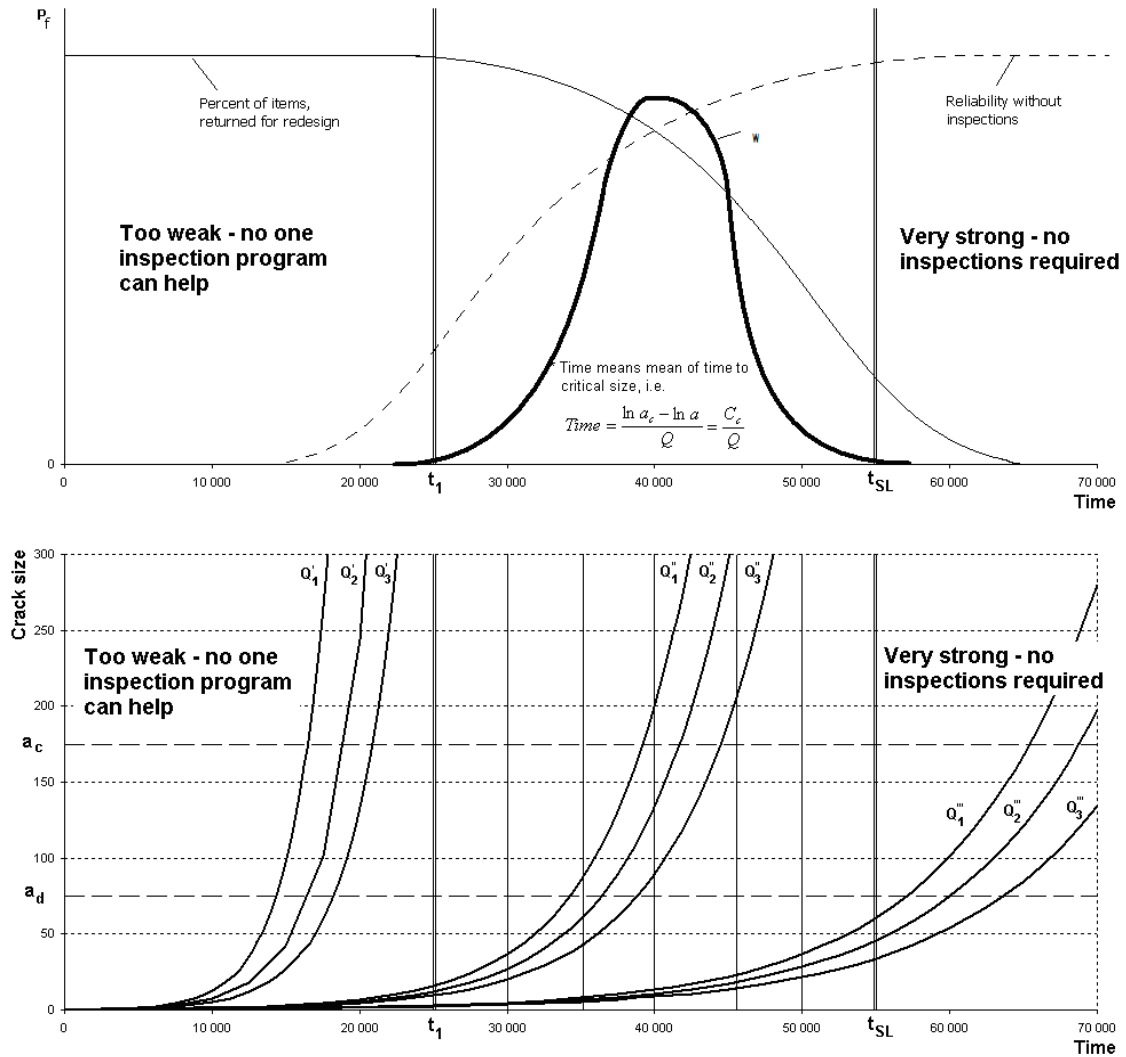 Pf
Percent of items,
returned for redesign
w
Reliability without
inspections
Too weak - no one
inspection program
can help
Very strong - no
inspections required
Time means mean of time to
critical size, i.e.
Time = (ln a_c − ln a)/Q = C_c/Q
0
0 10 000 20 000 t1 30 000 40 000 50 000 tSL 60 000 70 000
Time
Crack size
300
250
200
ac
150
100
ad
50
0
Q'1 Q'2 Q'3 Q''1 Q''2 Q''3
Too weak - no one
inspection program
can help
Very strong - no
inspections required
Q'''1 Q'''2 Q'''3
0 10 000 20 000 t1 30 000 40 000 50 000 tSL 60 000 70 000
Time